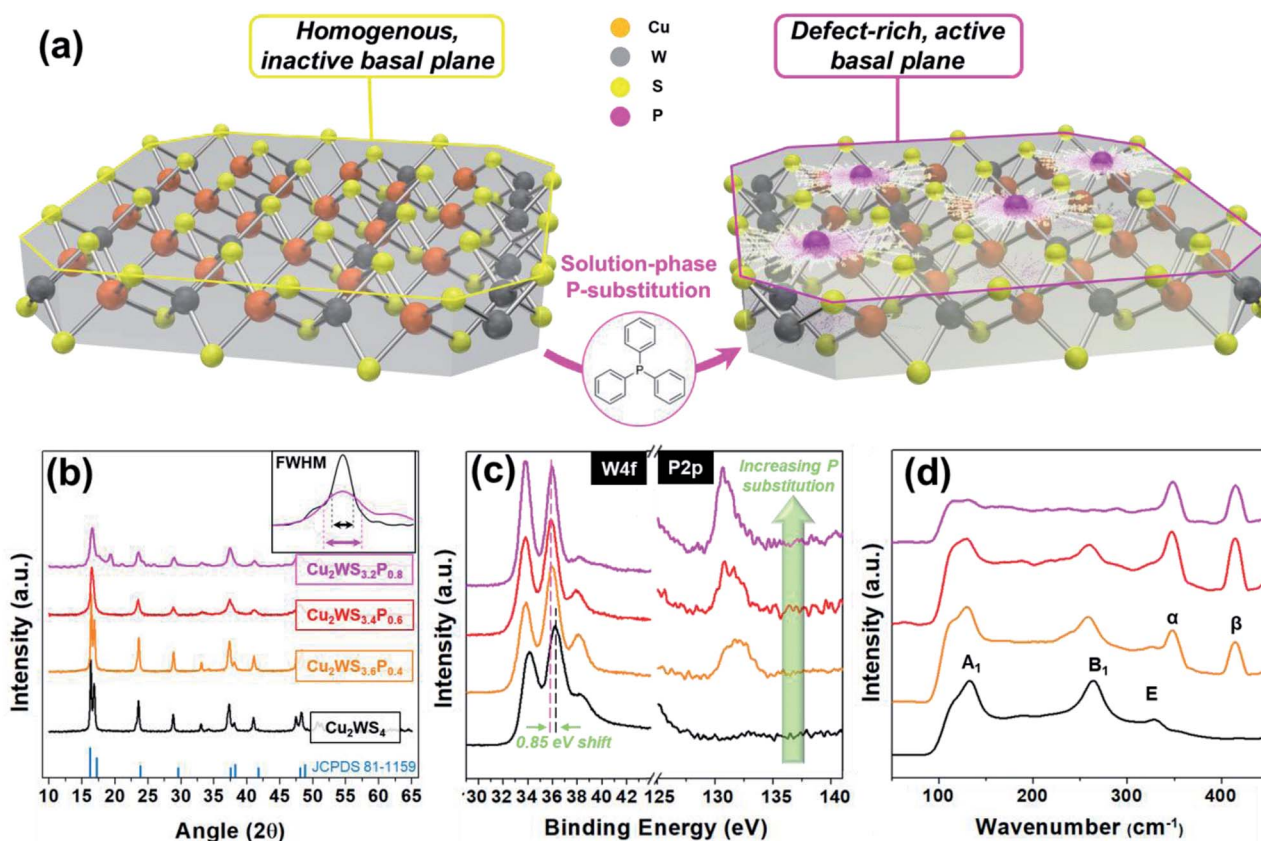 (a)
Homogenous,
inactive basal plane
Cu
W
S
P
Defect-rich, active
basal plane
Solution-phase
P-substitution
P
(b)
FWHM
Cu₂WS₃.₂P₀.₈
Cu₂WS₃.₄P₀.₆
Cu₂WS₃.₆P₀.₄
Cu₂WS₄
JCPDS 81-1159
Intensity (a.u.)
10 15 20 25 30 35 40 45 50 55 60 65
Angle (2θ)
(c)
W4f
P2p
Increasing P
substitution
0.85 eV shift
Intensity (a.u.)
30 34 36 38 40 42 125 131 134 137 140
Binding Energy (eV)
(d)
α
β
A₁
B₁
E
Intensity (a.u.)
100 200 300 400
Wavenumber (cm⁻¹)